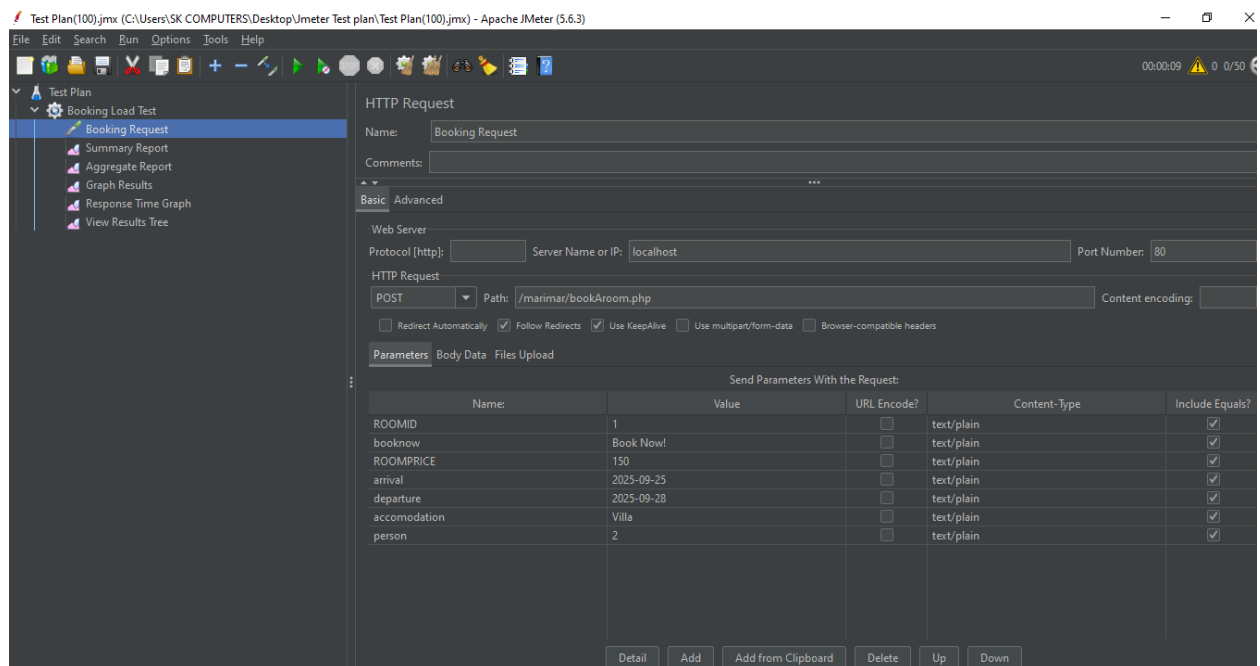 Test Plan(100).jmx (C:\Users\SK COMPUTERS\Desktop\Jmeter Test plan\Test Plan(100).jmx) - Apache JMeter (5.6.3)
File Edit Search Run Options Tools Help
00:00:09 0 0/50
Test Plan
Booking Load Test
Booking Request
Summary Report
Aggregate Report
Graph Results
Response Time Graph
View Results Tree
HTTP Request
Name: Booking Request
Comments:
Basic Advanced
Web Server
Protocol [http]: Server Name or IP: localhost Port Number: 80
HTTP Request
POST Path: /marimar/bookAroom.php Content encoding:
Redirect Automatically Follow Redirects Use KeepAlive Use multipart/form-data Browser-compatible headers
Parameters Body Data Files Upload
Send Parameters With the Request:
Name: Value URL Encode? Content-Type Include Equals?
ROOMID 1 text/plain
booknow Book Now! text/plain
ROOMPRICE 150 text/plain
arrival 2025-09-25 text/plain
departure 2025-09-28 text/plain
accomodation Villa text/plain
person 2 text/plain
Detail Add Add from Clipboard Delete Up Down